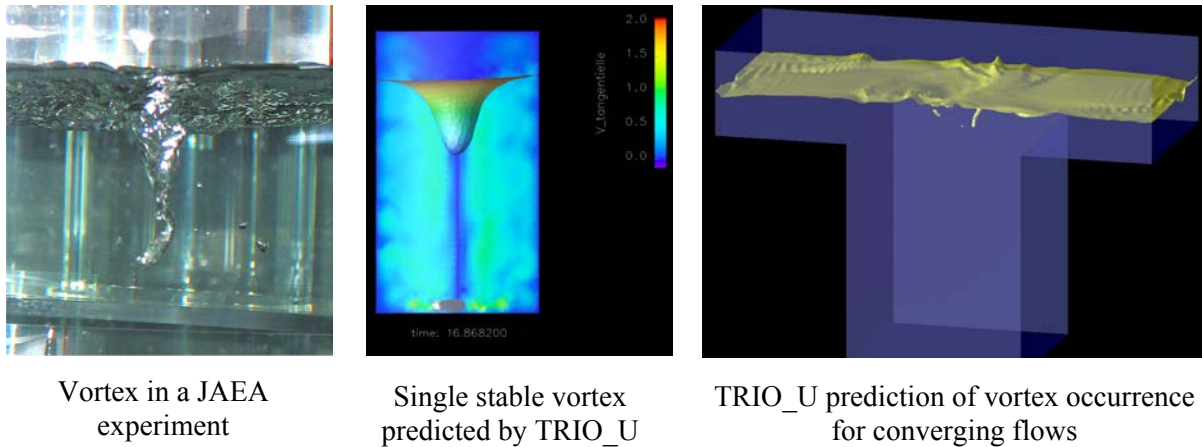 2.0
1.5
1.0
0.5
0.0
V_tangentielle
time: 16.868200
Vortex in a JAEA
experiment
Single stable vortex
predicted by TRIO_U
TRIO_U prediction of vortex occurrence
for converging flows